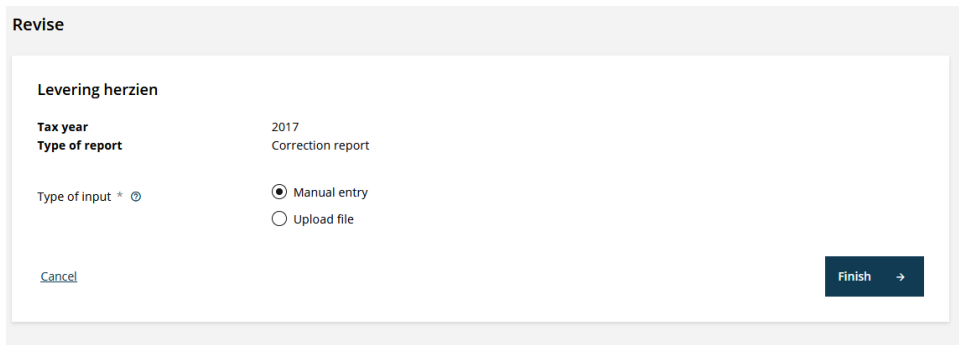 Revise
Levering herzien
Tax year 2017
Type of report Correction report
Type of input * Manual entry
Upload file
Cancel Finish →